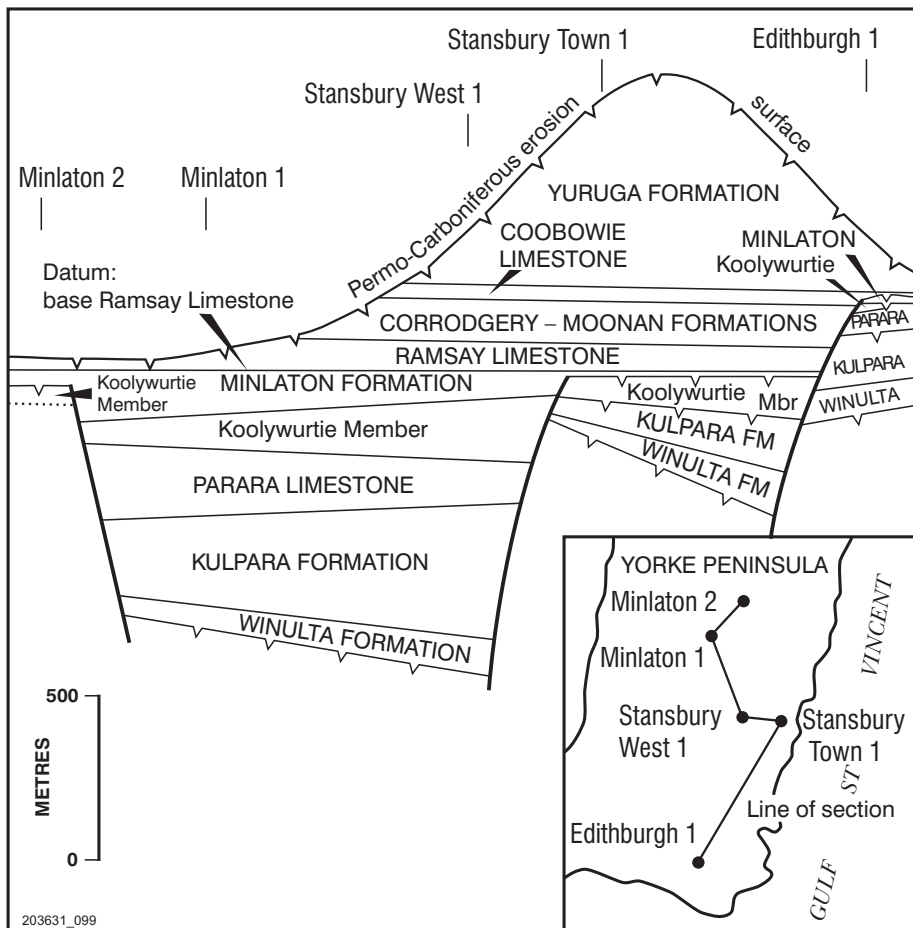 Stansbury Town 1
Edithburgh 1
Stansbury West 1
Minlaton 2
Minlaton 1
Permo-Carboniferous erosion
surface
YURUGA FORMATION
COOBOWIE
LIMESTONE
MINLATON
Koolywurtie
Datum:
base Ramsay Limestone
CORRODGERY – MOONAN FORMATIONS
PARARA
RAMSAY LIMESTONE
KULPARA
MINLATON FORMATION
Koolywurtie
Member
Koolywurtie Mbr
WINULTA
Koolywurtie Member
KULPARA FM
WINULTA FM
PARARA LIMESTONE
KULPARA FORMATION
WINULTA FORMATION
500
METRES
0
YORKE PENINSULA
Minlaton 2
Minlaton 1
Stansbury
West 1
Stansbury
Town 1
Line of section
Edithburgh 1
GULF ST VINCENT
203631_099